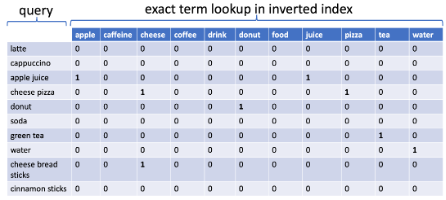 query exact term lookup in inverted index
apple caffeine cheese coffee drink donut food juice pizza tea water
latte 0 0 0 0 0 0 0 0 0 0 0
cappuccino 0 0 0 0 0 0 0 0 0 0 0
apple juice 1 0 0 0 0 0 0 1 0 0 0
cheese pizza 0 0 1 0 0 0 0 0 1 0 0
donut 0 0 0 0 0 1 0 0 0 0 0
soda 0 0 0 0 0 0 0 0 0 0 0
green tea 0 0 0 0 0 0 0 0 0 1 0
water 0 0 0 0 0 0 0 0 0 0 1
cheese bread 0 0 1 0 0 0 0 0 0 0 0
sticks
cinnamon sticks 0 0 0 0 0 0 0 0 0 0 0